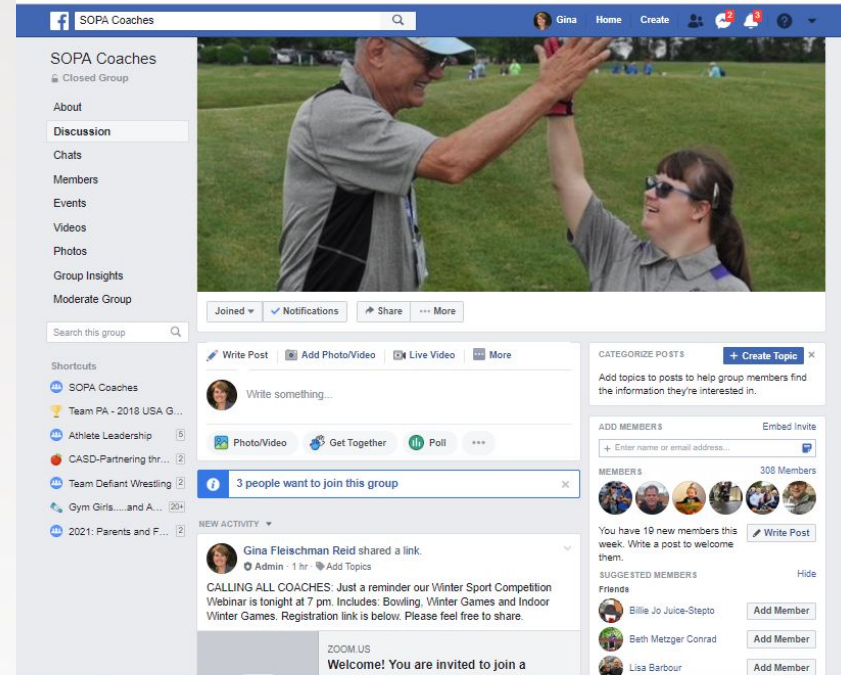 SOPA Coaches
Gina
Home
Create
2
3
SOPA Coaches
Closed Group
About
Discussion
Chats
Members
Events
Videos
Photos
Group Insights
Moderate Group
Search this group
Shortcuts
SOPA Coaches
Team PA - 2018 USA G...
Athlete Leadership 5
CASD-Partnering thr... 2
Team Defiant Wrestling 2
Gym Girls.....and A... 20+
2021: Parents and F... 2
Joined
Notifications
Share
More
Write Post
Add Photo/Video
Live Video
More
Write something...
Photo/Video
Get Together
Poll
3 people want to join this group
NEW ACTIVITY
Gina Fleischman Reid shared a link.
Admin · 1 hr · Add Topics
CALLING ALL COACHES: Just a reminder our Winter Sport Competition
Webinar is tonight at 7 pm. Includes: Bowling, Winter Games and Indoor
Winter Games. Registration link is below. Please feel free to share.
ZOOM.US
Welcome! You are invited to join a
CATEGORIZE POSTS
+ Create Topic
Add topics to posts to help group members find
the information they're interested in.
ADD MEMBERS
Embed Invite
+ Enter name or email address...
MEMBERS
308 Members
You have 19 new members this
week. Write a post to welcome
them.
Write Post
SUGGESTED MEMBERS
Hide
Friends
Billie Jo Juice-Stepto
Add Member
Beth Metzger Conrad
Add Member
Lisa Barbour
Add Member